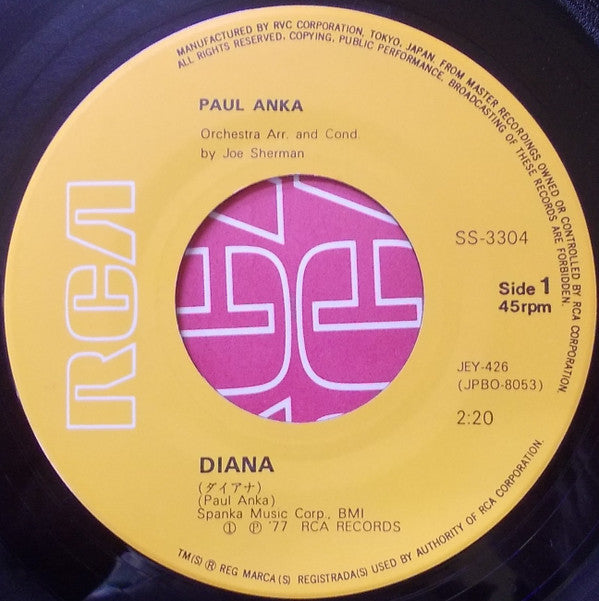 MANUFACTURED BY RVC CORPORATION, TOKYO, JAPAN, FROM MASTER RECORDINGS OWNED OR CONTROLLED BY RCA CORPORATION.
ALL RIGHTS RESERVED. COPYING, PUBLIC PERFORMANCE, BROADCASTING OF THESE RECORDS ARE FORBIDDEN.
PAUL ANKA
Orchestra Arr. and Cond.
by Joe Sherman
RCA
SS-3304
Side 1
45rpm
JEY-426
(JPBO-8053)
2:20
DIANA
(ダイアナ)
(Paul Anka)
Spanka Music Corp., BMI
① Ⓟ '77 RCA RECORDS
TM(S) ® REG MARCA(S) REGISTRADA(S) USED BY AUTHORITY OF RCA CORPORATION.